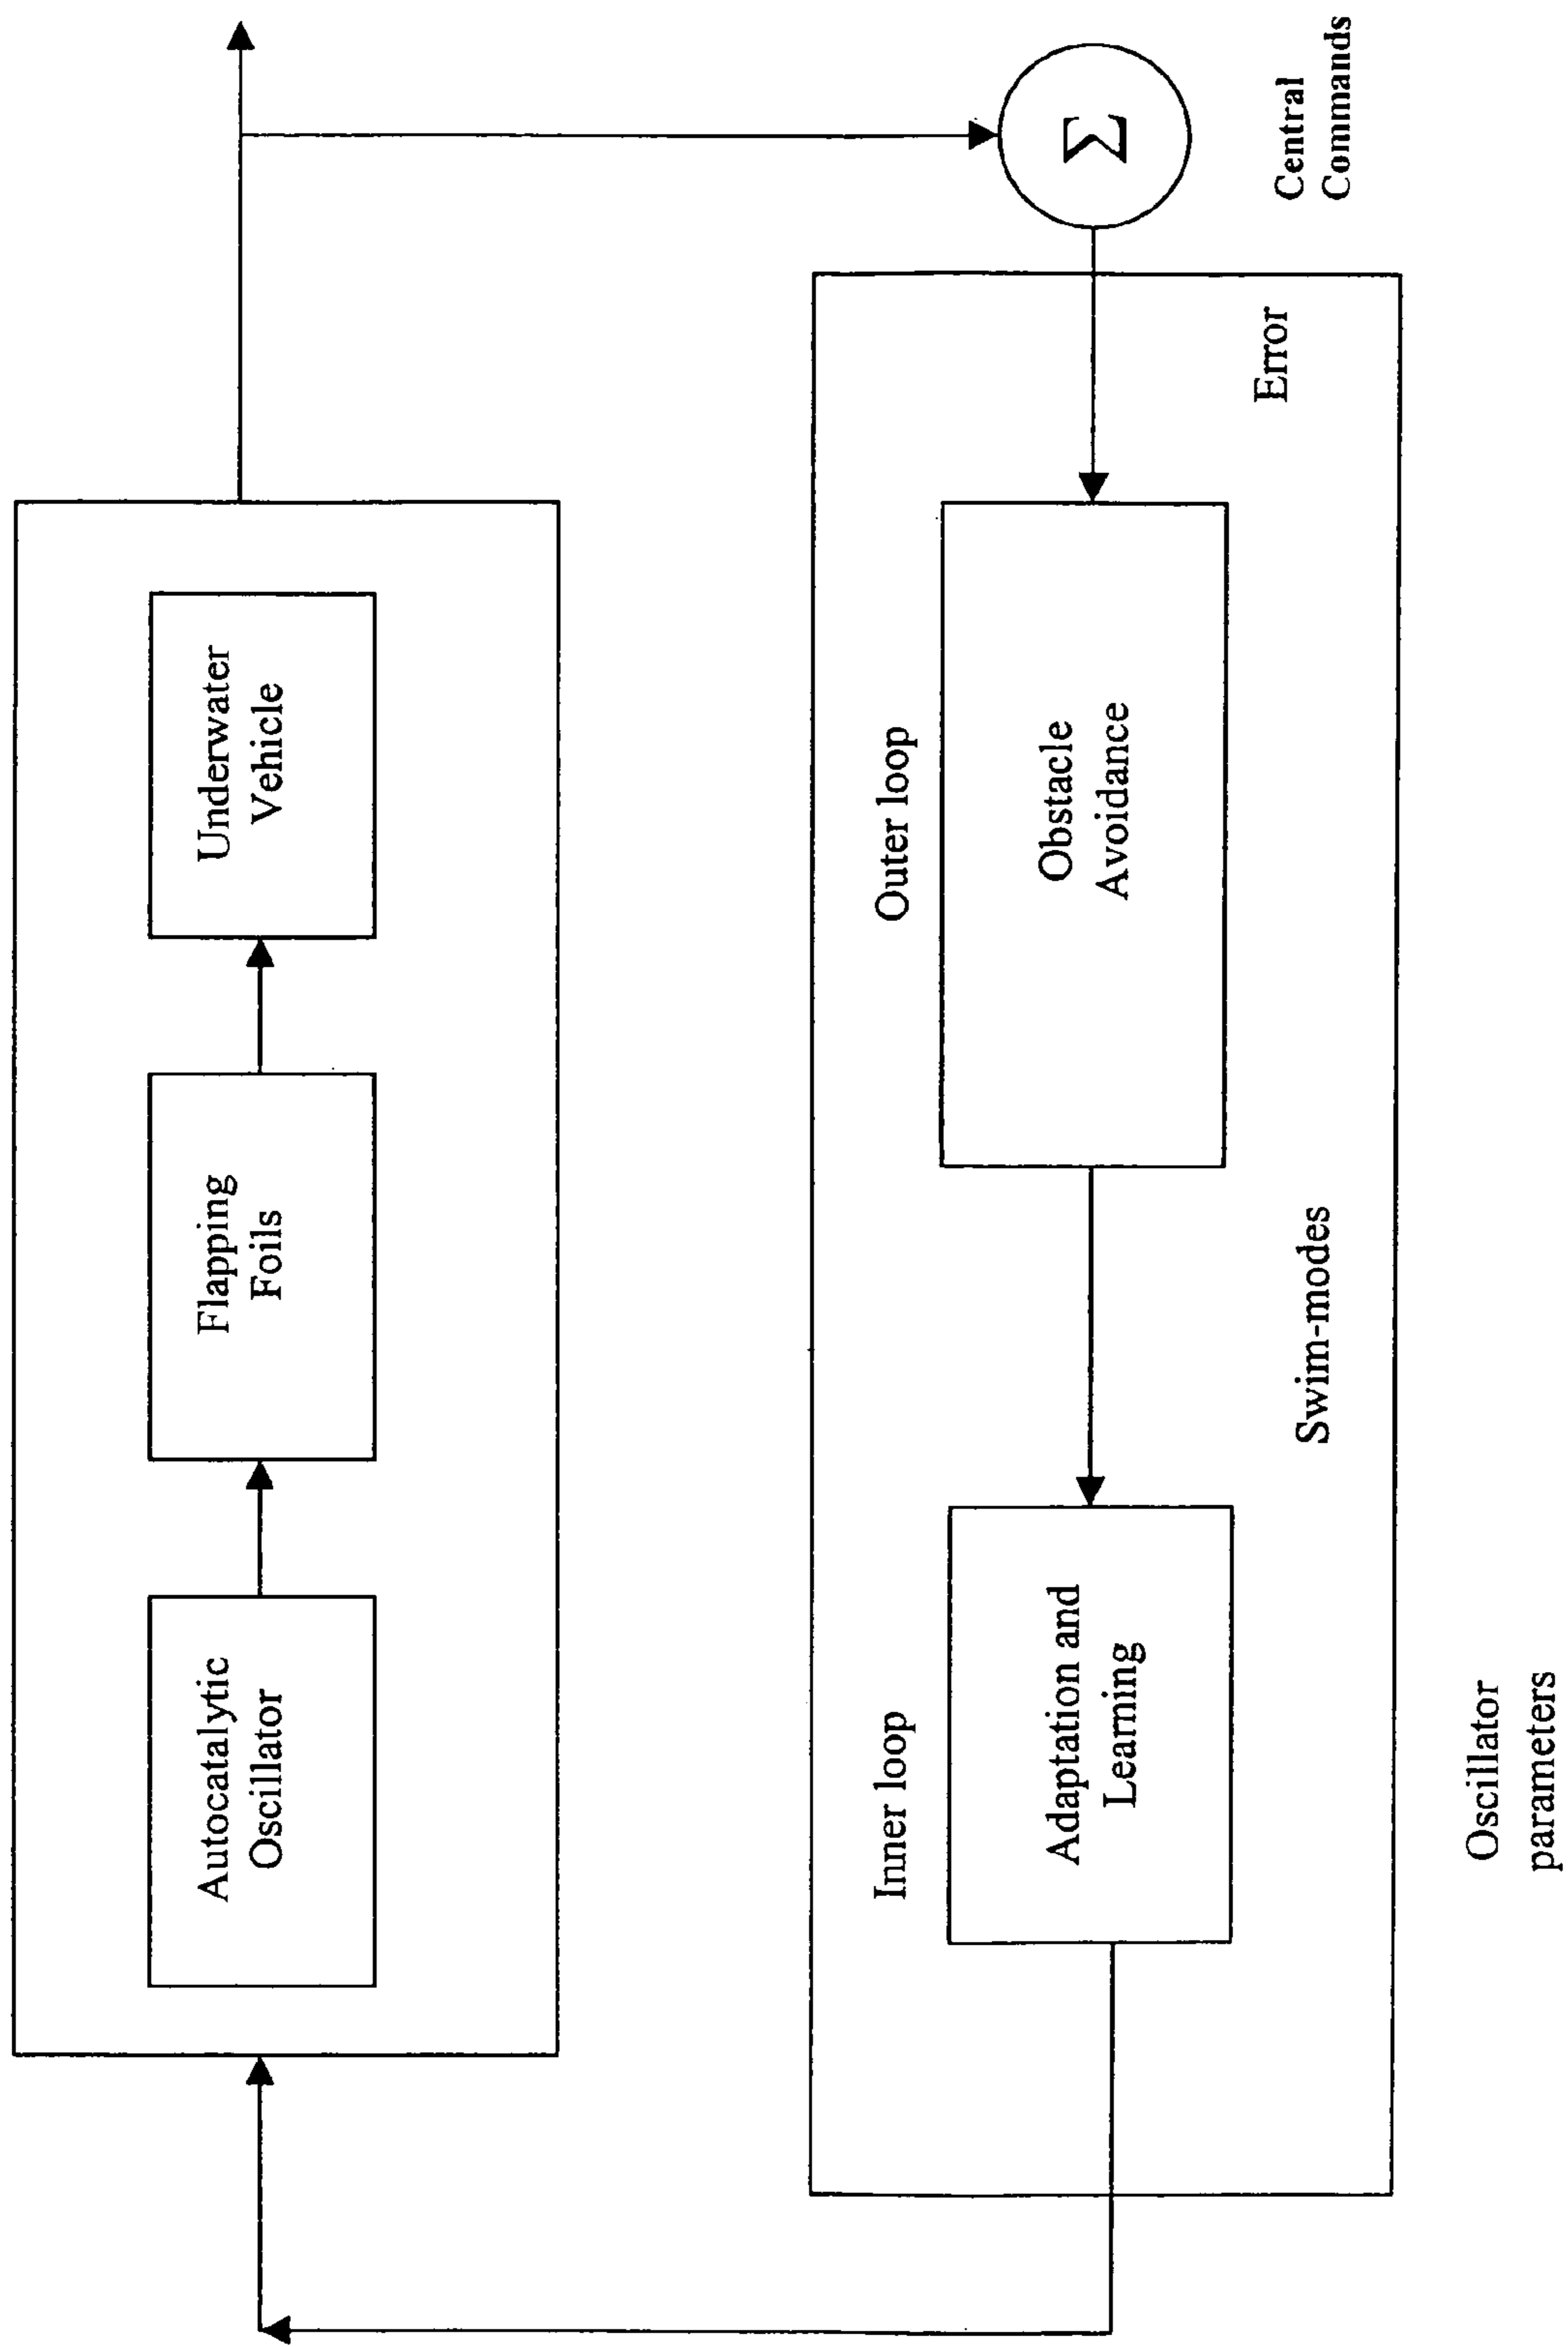 Autocatalytic
Oscillator
Flapping
Foils
Underwater
Vehicle
Inner loop
Outer loop
Adaptation and
Learning
Obstacle
Avoidance
Σ
Swim-modes
Error
Central
Commands
Oscillator
parameters